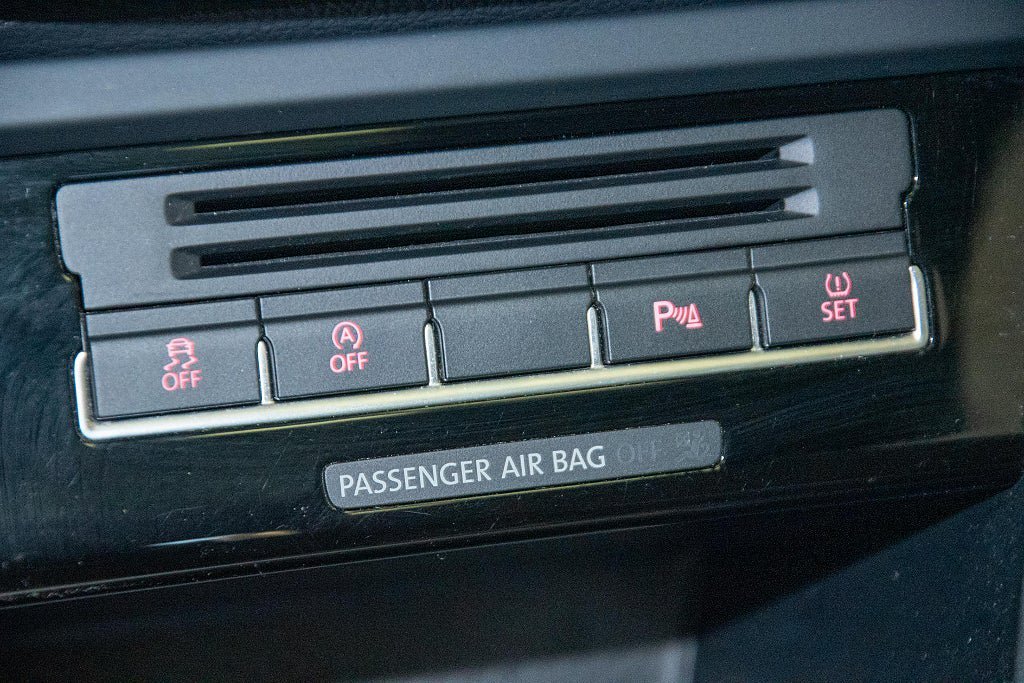 OFF
A
OFF
P
SET
PASSENGER AIR BAG OFF